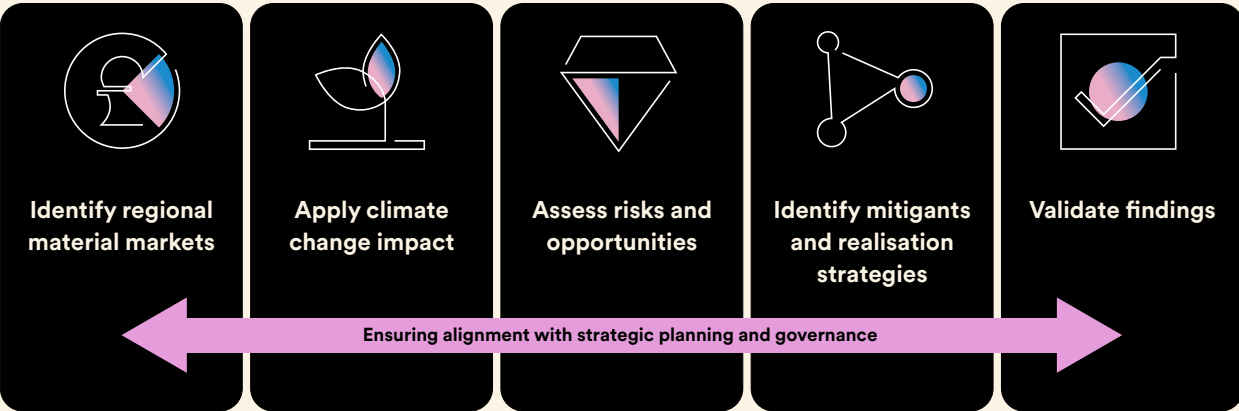 Identify regional
material markets
Apply climate
change impact
Assess risks and
opportunities
Identify mitigants
and realisation
strategies
Validate findings
Ensuring alignment with strategic planning and governance